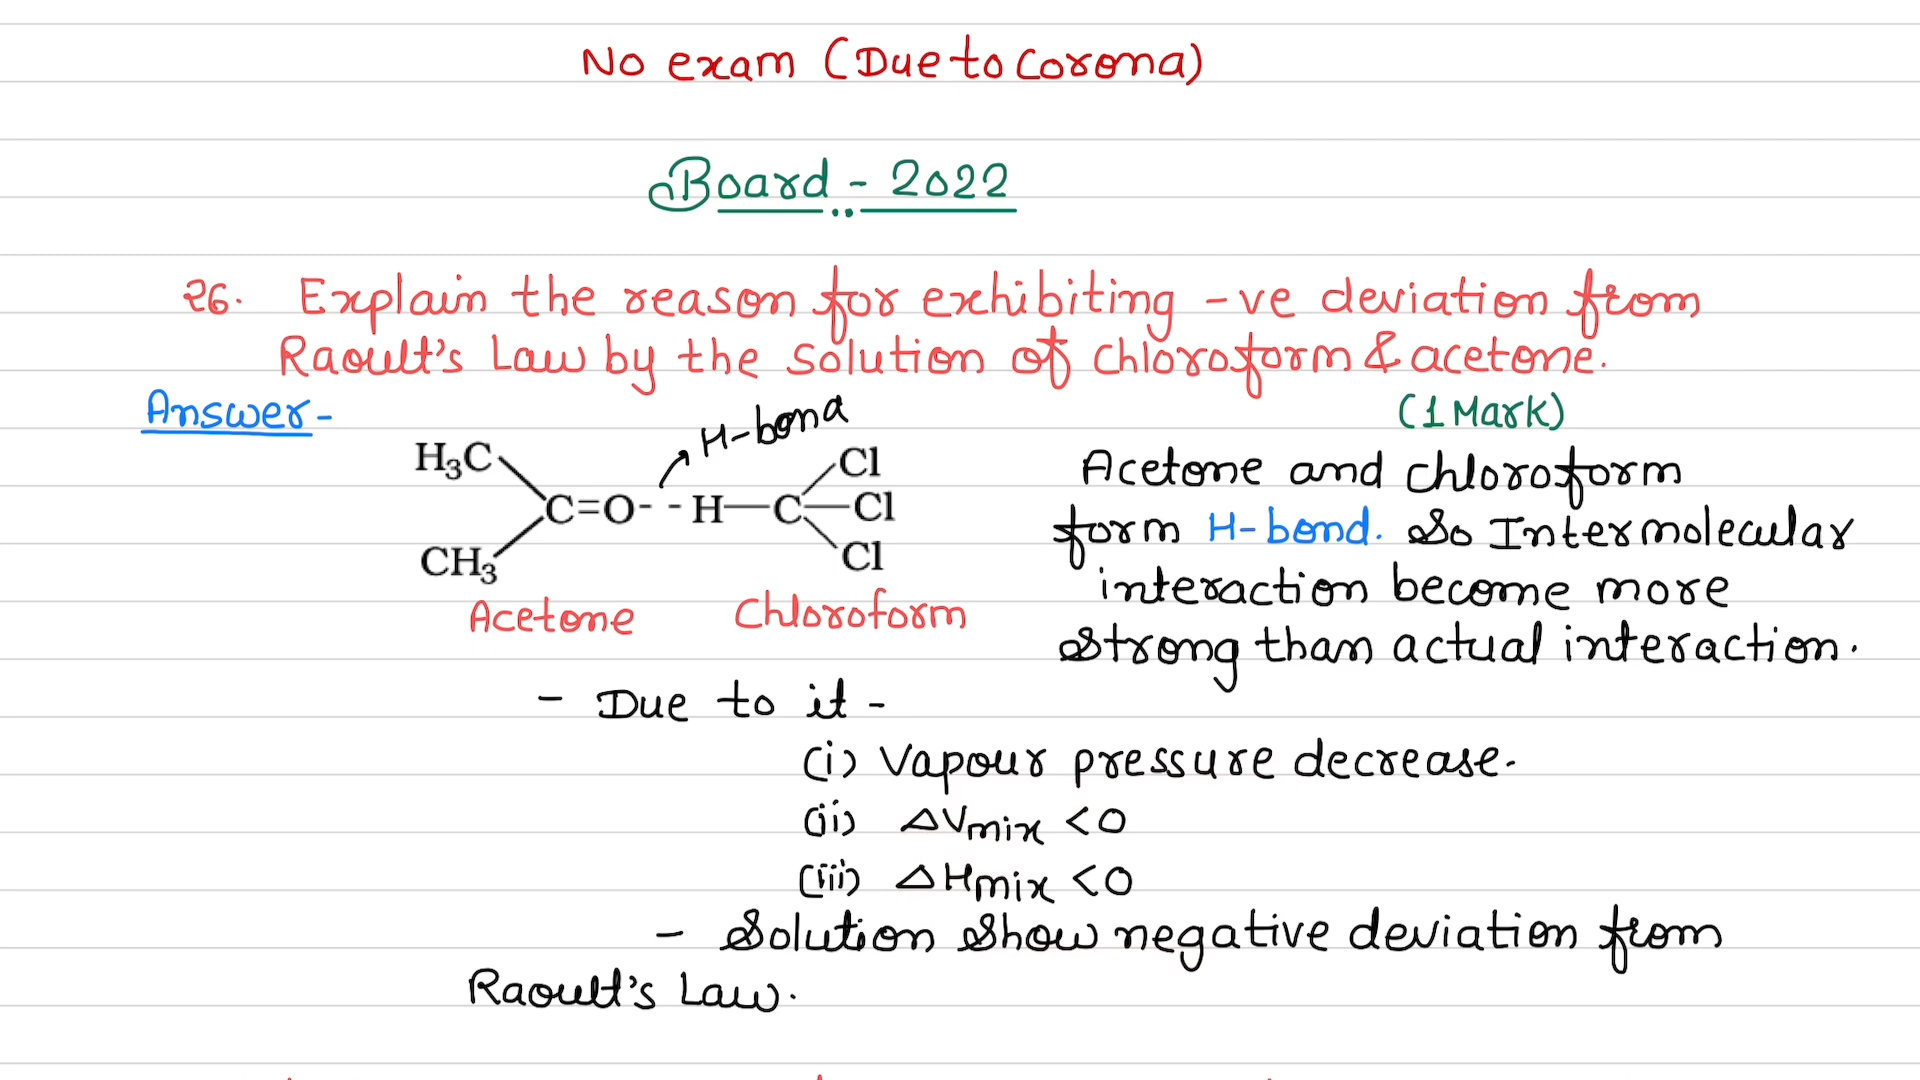 No exam (Due to Corona)
Board - 2022
26. Explain the reason for exhibiting -ve deviation from
Raoult's Law by the solution of chloroform & acetone.
Answer-
(1 Mark)
H-bond
H₃C
Cl
C=O--H—C—Cl
CH₃
Cl
Acetone
Chloroform
Acetone and chloroform
form H-bond. So Intermolecular
interaction become more
strong than actual interaction.
- Due to it -
(i) Vapour pressure decrease.
(ii) ΔVmix <0
(iii) ΔHmix <0
- Solution Show negative deviation from
Raoult's Law.